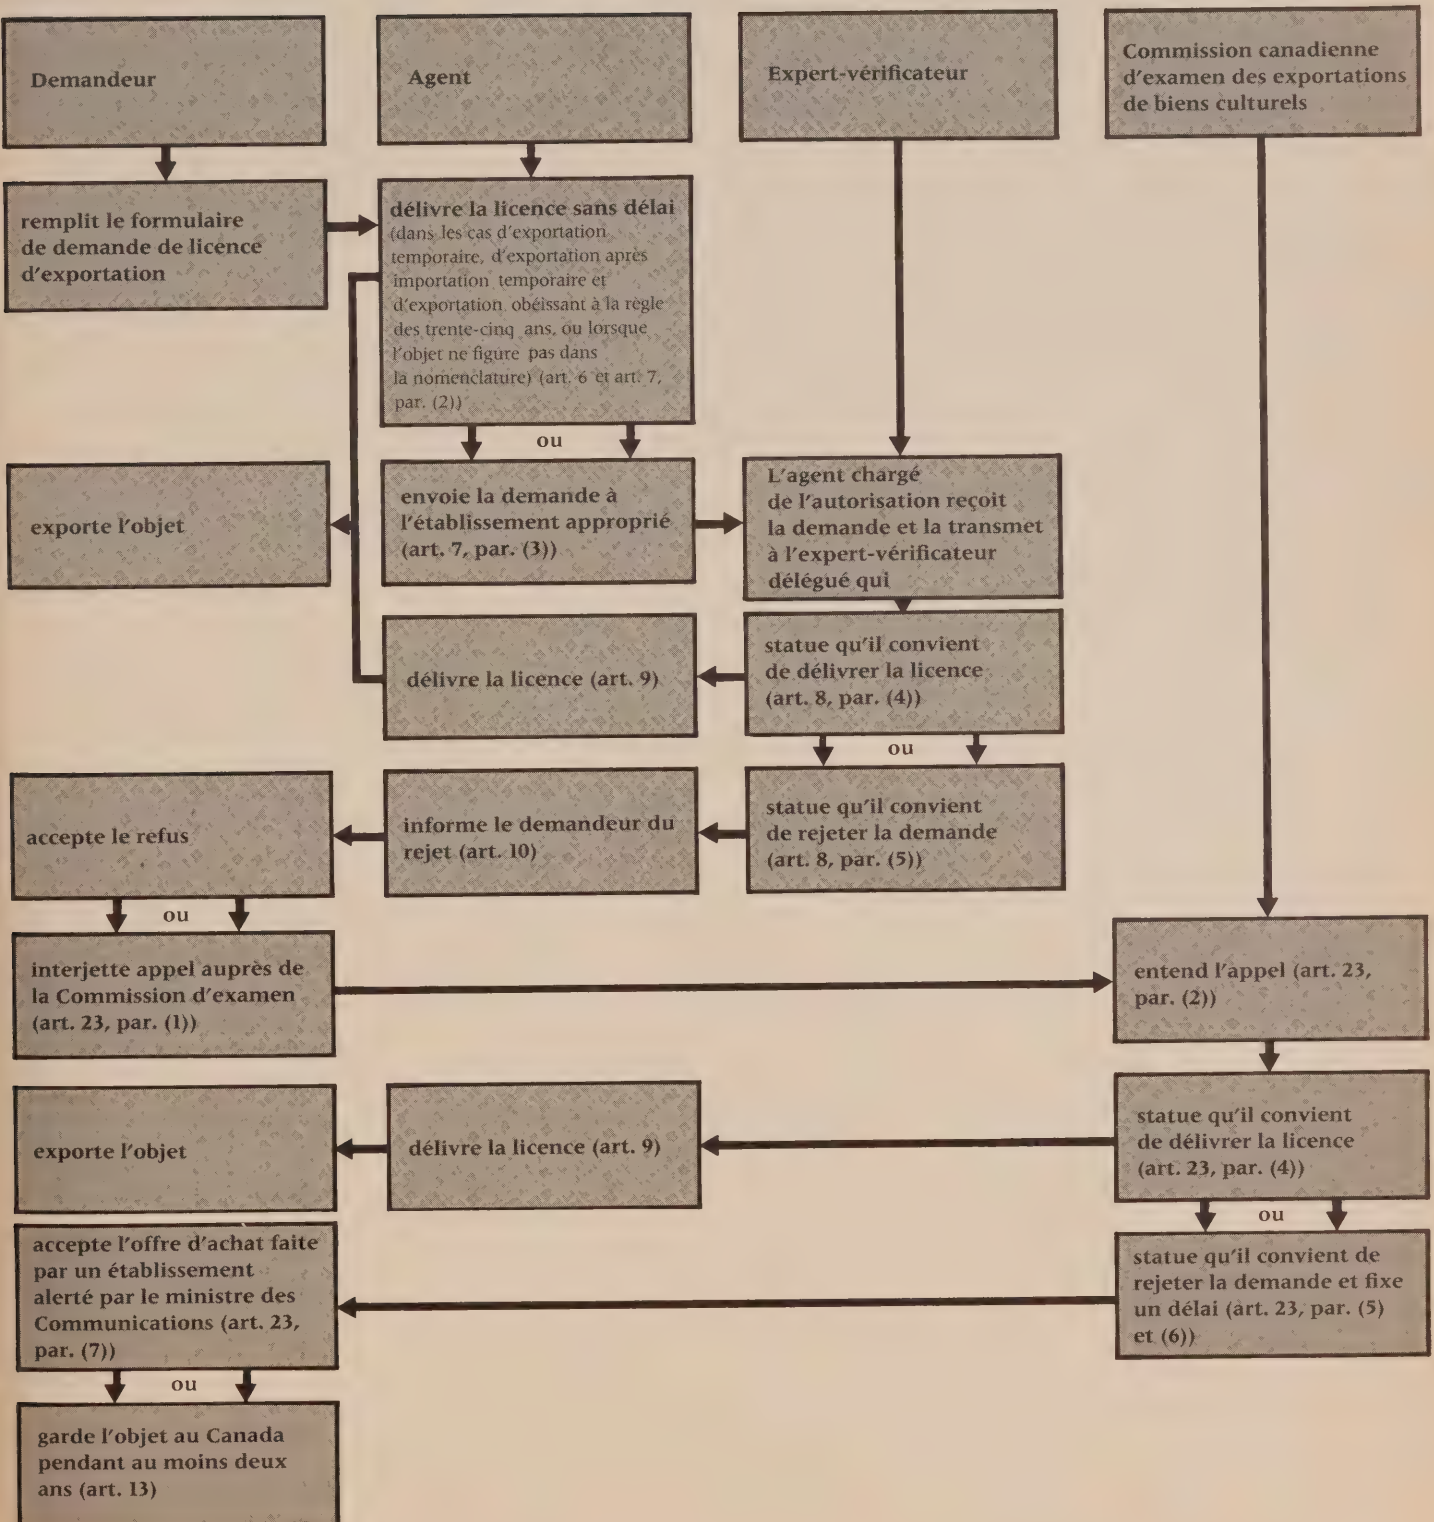 Demandeur
Agent
Expert-vérificateur
Commission canadienne
d'examen des exportations
de biens culturels
remplit le formulaire
de demande de licence
d'exportation
délivre la licence sans délai
(dans les cas d'exportation
temporaire, d'exportation après
importation temporaire et
d'exportation obéissant à la règle
des trente-cinq ans, ou lorsque
l'objet ne figure pas dans
la nomenclature) (art. 6 et art. 7,
par. (2))
ou
exporte l'objet
envoie la demande à
l'établissement approprié
(art. 7, par. (3))
L'agent chargé
de l'autorisation reçoit
la demande et la transmet
à l'expert-vérificateur
délégué qui
délivre la licence (art. 9)
statue qu'il convient
de délivrer la licence
(art. 8, par. (4))
ou
accepte le refus
informe le demandeur du
rejet (art. 10)
statue qu'il convient
de rejeter la demande
(art. 8, par. (5))
ou
interjette appel auprès de
la Commission d'examen
(art. 23, par. (1))
entend l'appel (art. 23,
par. (2))
exporte l'objet
délivre la licence (art. 9)
statue qu'il convient
de délivrer la licence
(art. 23, par. (4))
ou
accepte l'offre d'achat faite
par un établissement
alerté par le ministre des
Communications (art. 23,
par. (7))
statue qu'il convient de
rejeter la demande et fixe
un délai (art. 23, par. (5)
et (6))
ou
garde l'objet au Canada
pendant au moins deux
ans (art. 13)